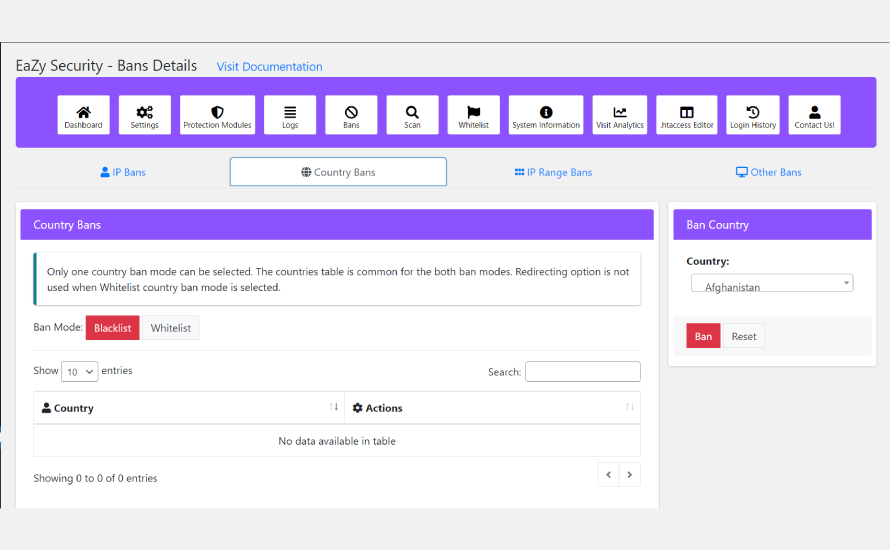 EaZy Security - Bans Details Visit Documentation
Dashboard Settings Protection Modules Logs Bans Scan Whitelist System Information Visit Analytics .htaccess Editor Login History Contact Us!
IP Bans Country Bans IP Range Bans Other Bans
Country Bans
Only one country ban mode can be selected. The countries table is common for the both ban modes. Redirecting option is not
used when Whitelist country ban mode is selected.
Ban Mode: Blacklist Whitelist
Show 10 entries Search:
Country Actions
No data available in table
Showing 0 to 0 of 0 entries
Ban Country
Country:
Afghanistan
Ban Reset